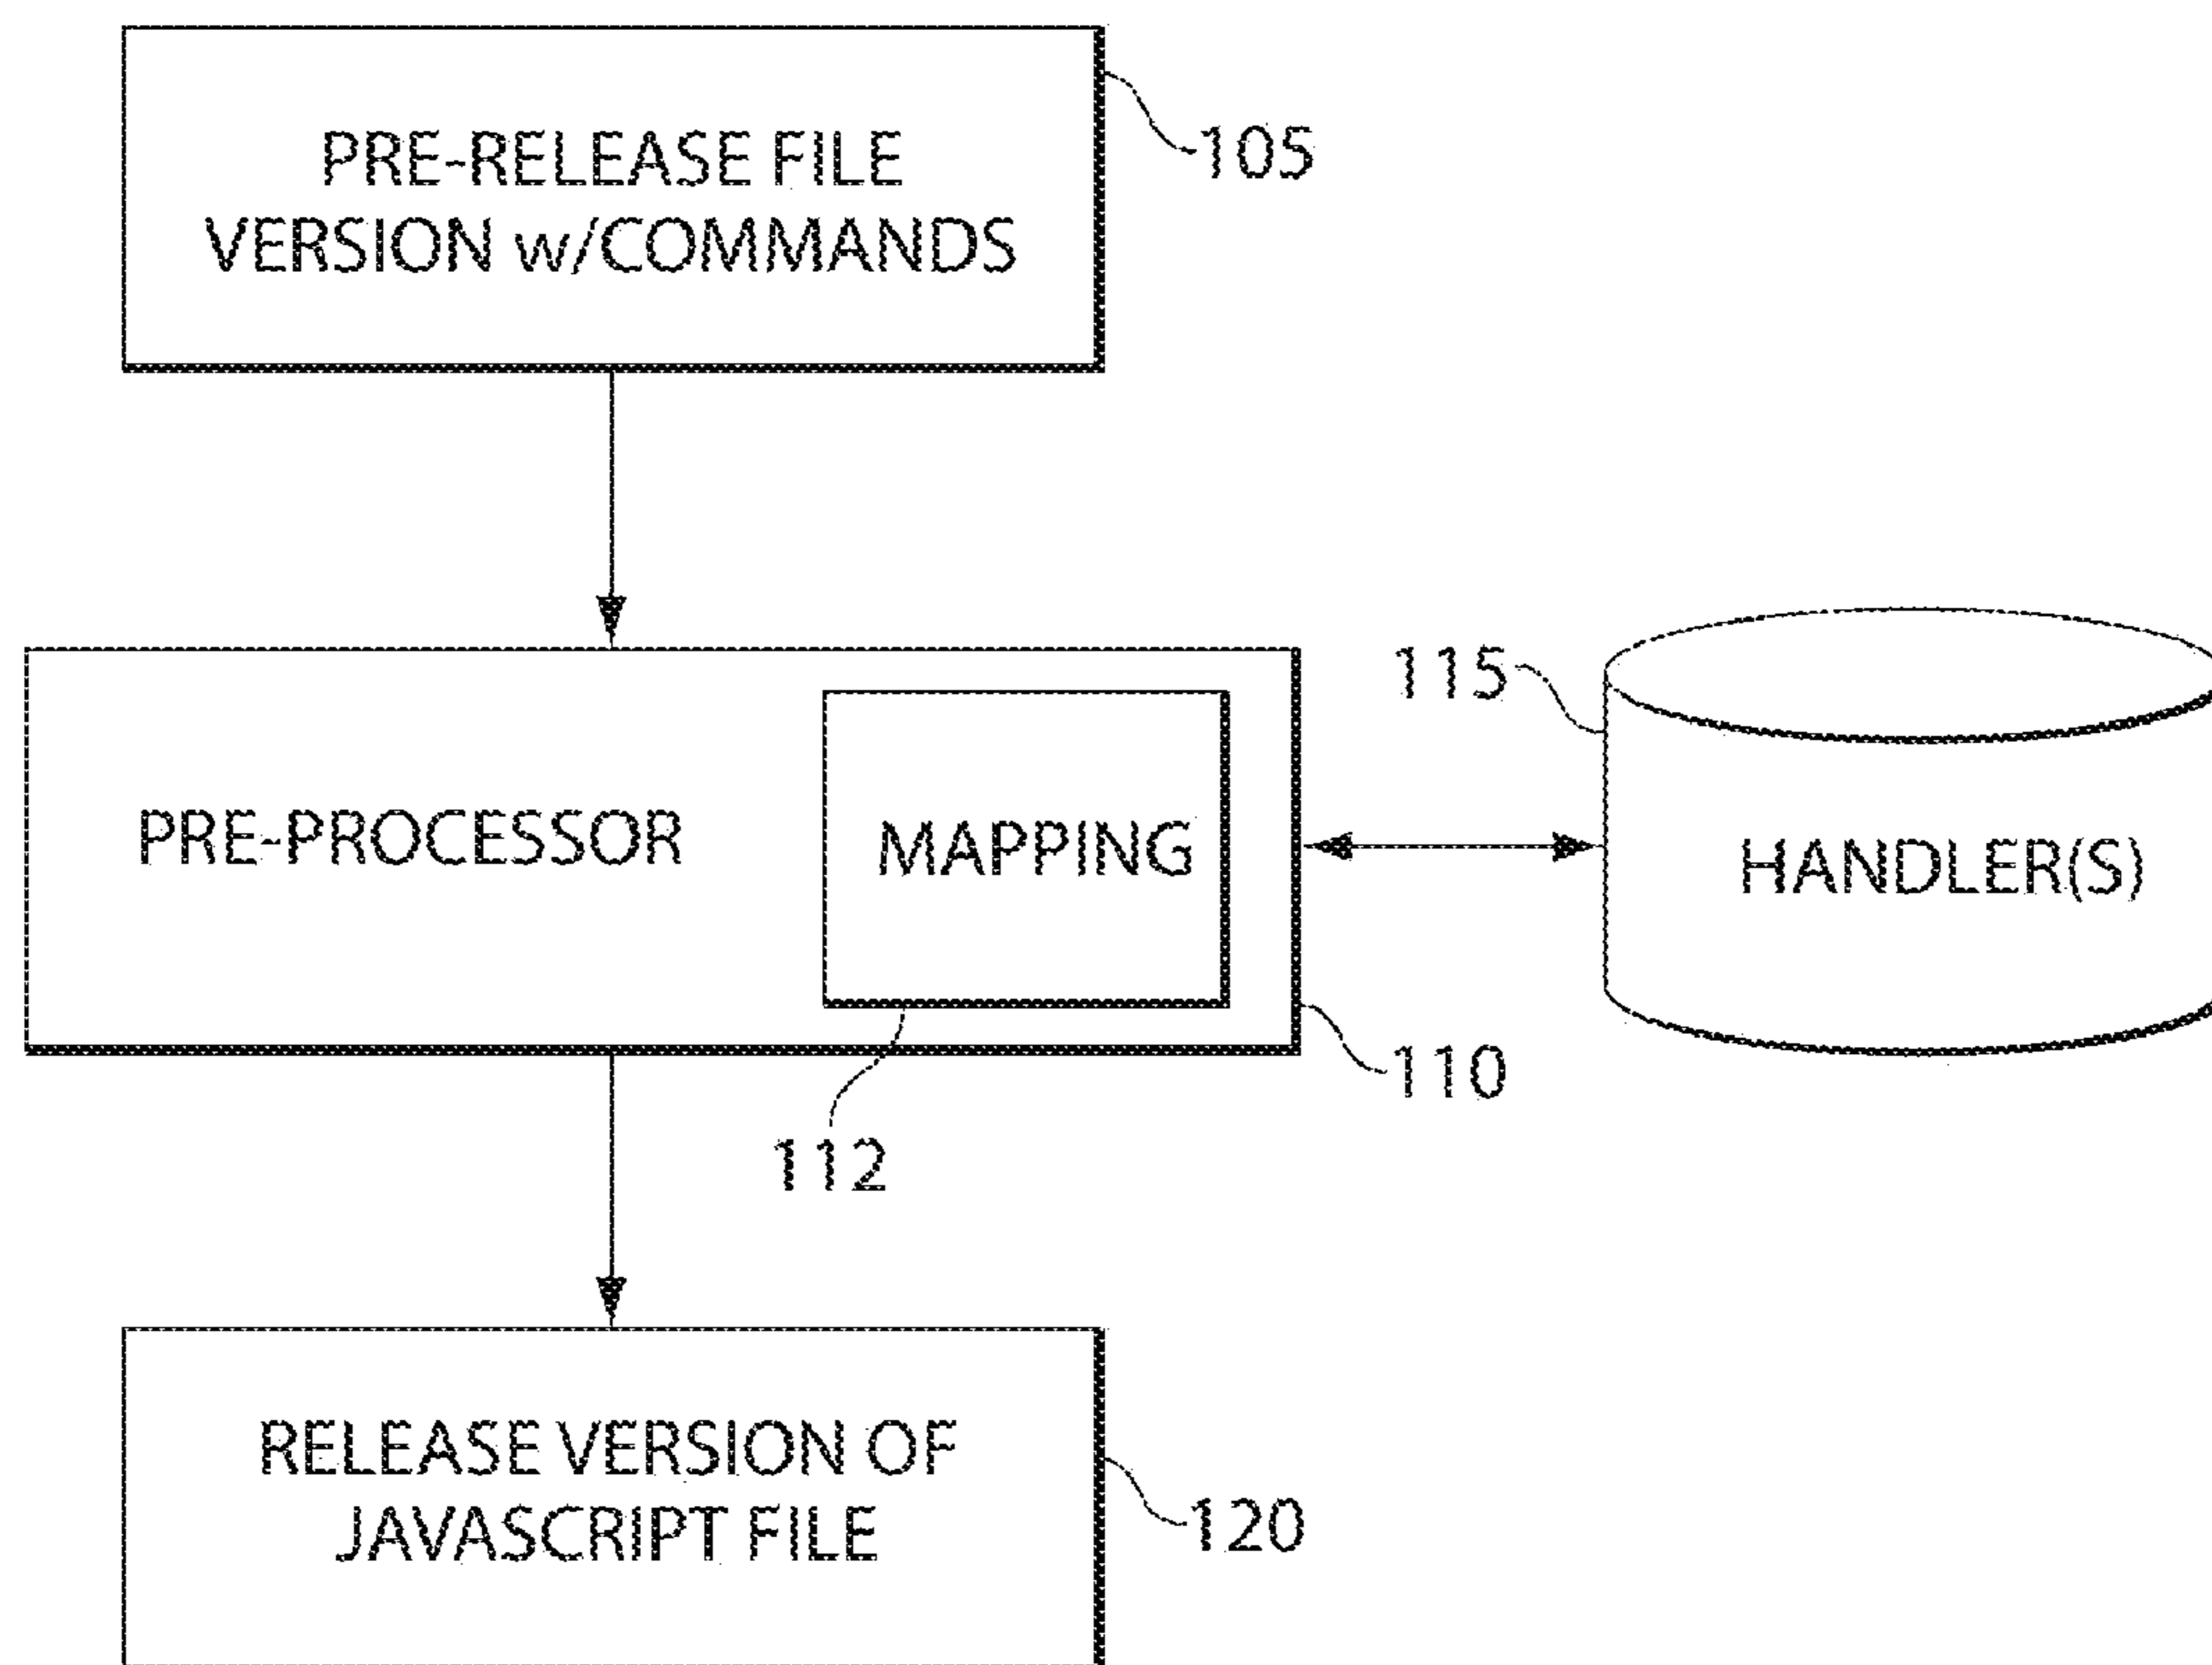 PRE-RELEASE FILE
VERSION w/COMMANDS
105
PRE-PROCESSOR
MAPPING
115
HANDLER(S)
110
112
RELEASE VERSION OF
JAVASCRIPT FILE
120